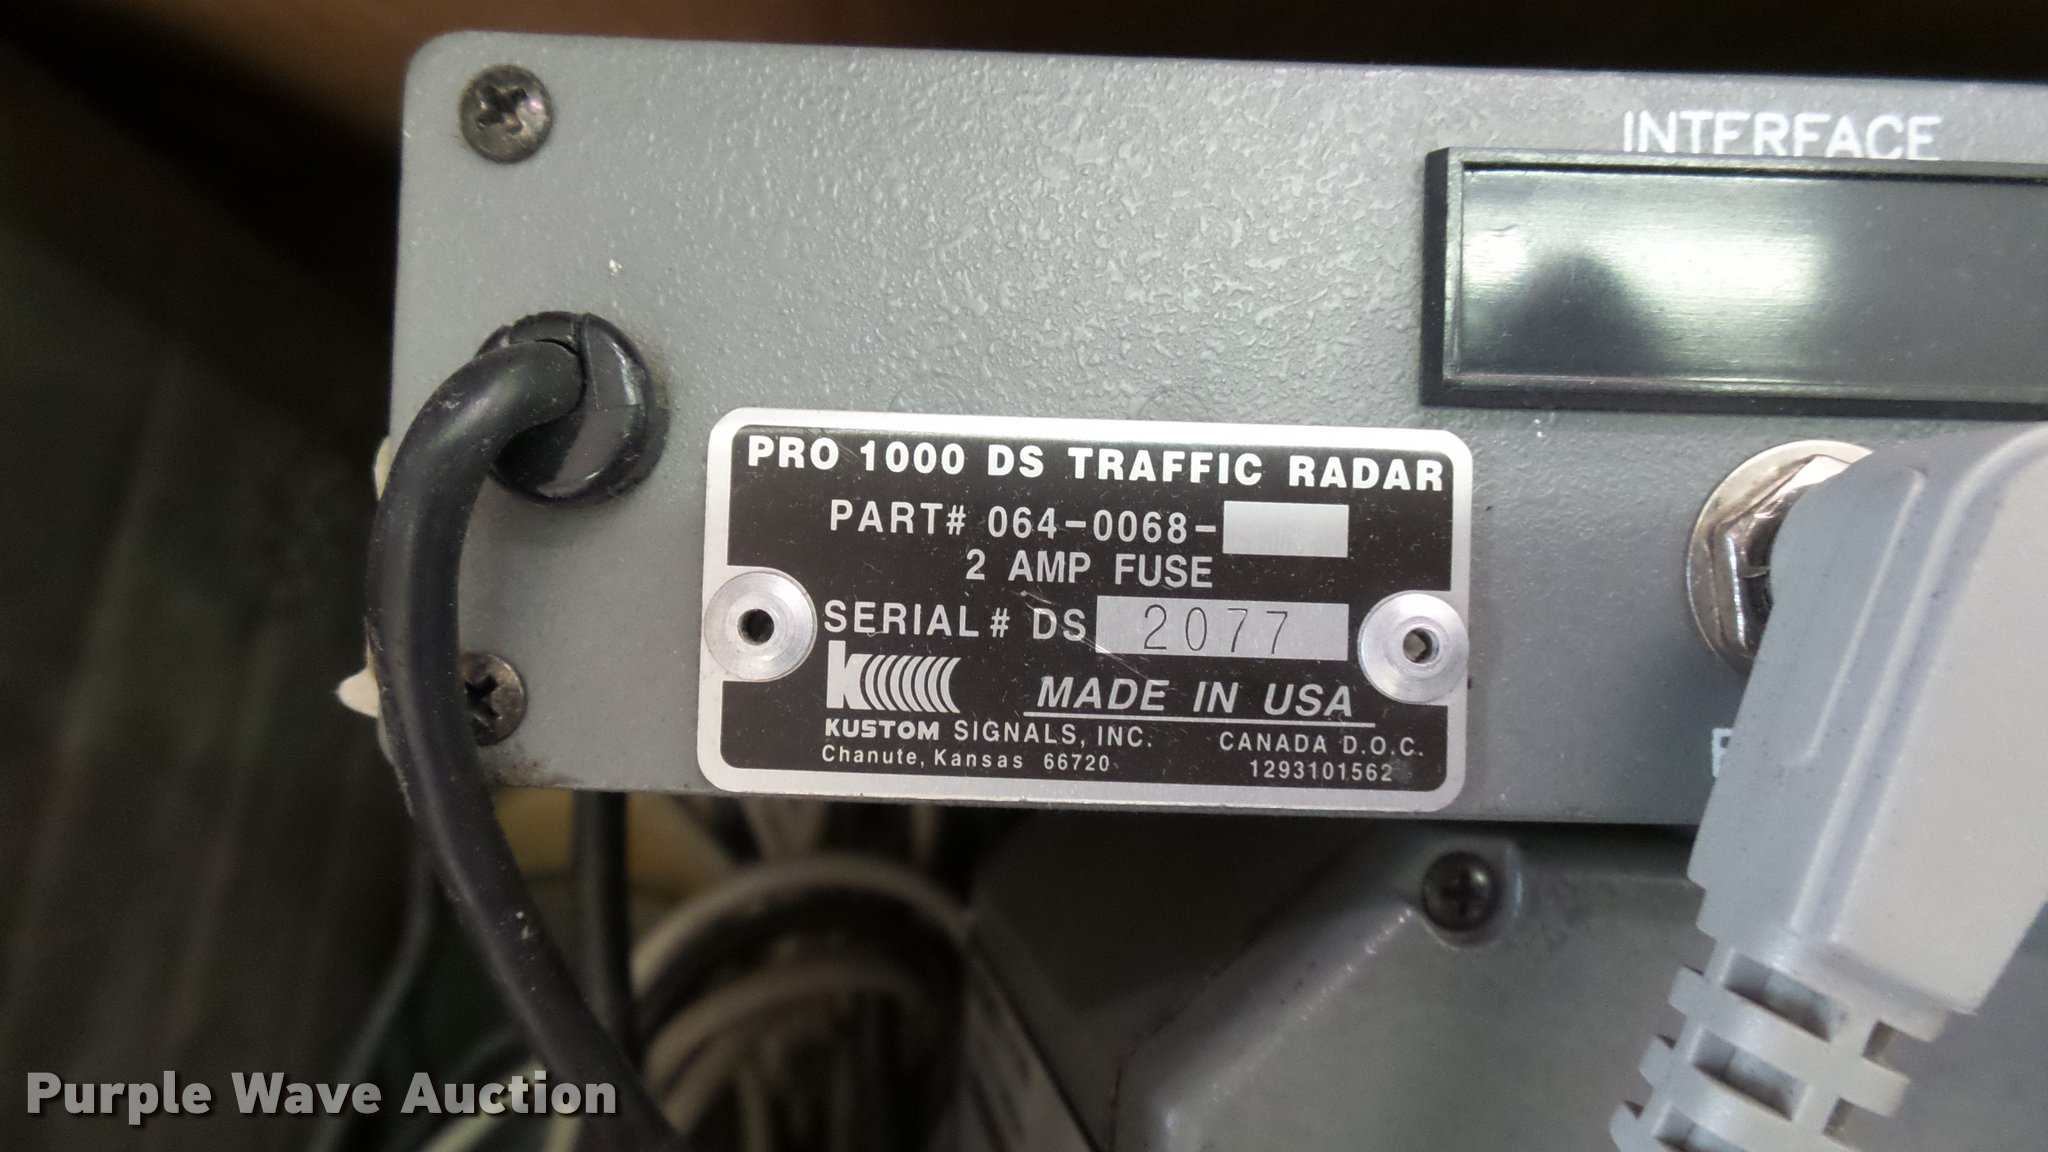 INTERFACE
PRO 1000 DS TRAFFIC RADAR
PART# 064-0068-
2 AMP FUSE
SERIAL# DS 2077
K
MADE IN USA
KUSTOM SIGNALS, INC.
Chanute, Kansas 66720
CANADA D.O.C.
1293101562
Purple Wave Auction